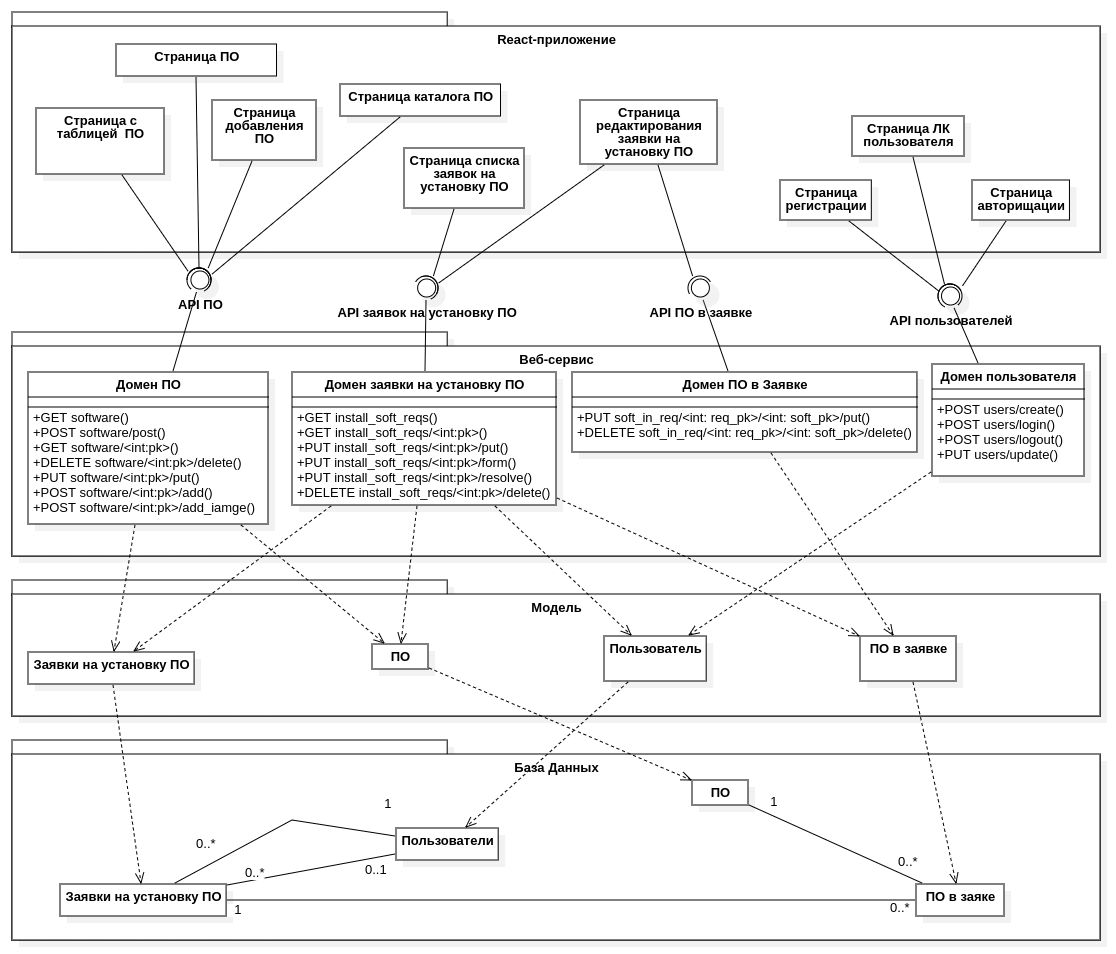 React-приложение
Страница ПО
Страница с
таблицей  ПО
Страница
добавления
ПО
Страница каталога ПО
Страница списка
заявок на
установку ПО
Страница
редактирования
заявки на
установку ПО
Страница ЛК
пользователя
Страница
регистрации
Страница
авторищации
API ПО
API заявок на установку ПО
API ПО в заявке
API пользователей
Веб-сервис
Домен ПО
+GET software()
+POST software/post()
+GET software/<int:pk>()
+DELETE software/<int:pk>/delete()
+PUT software/<int:pk>/put()
+POST software/<int:pk>/add()
+POST software/<int:pk>/add_iamge()
Домен заявки на установку ПО
+GET install_soft_reqs()
+GET install_soft_reqs/<int:pk>()
+PUT install_soft_reqs/<int:pk>/put()
+PUT install_soft_reqs/<int:pk>/form()
+PUT install_soft_reqs/<int:pk>/resolve()
+DELETE install_soft_reqs/<int:pk>/delete()
Домен ПО в Заявке
+PUT soft_in_req/<int: req_pk>/<int: soft_pk>/put()
+DELETE soft_in_req/<int: req_pk>/<int: soft_pk>/delete()
Домен пользователя
+POST users/create()
+POST users/login()
+POST users/logout()
+PUT users/update()
Модель
Заявки на установку ПО
ПО
Пользователь
ПО в заявке
База Данных
ПО
1
1
0..*
Пользователи
0..*
0..*
0..1
Заявки на установку ПО
1
0..*
ПО в заяке